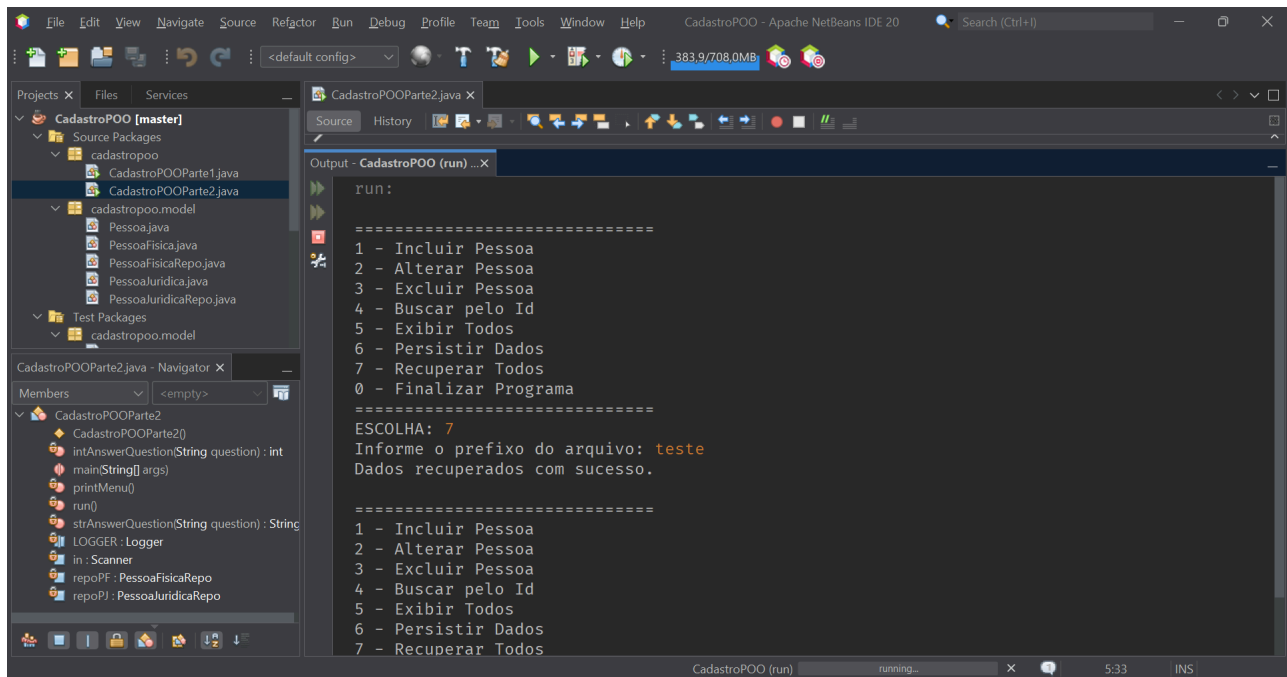 File Edit View Navigate Source Refactor Run Debug Profile Team Tools Window Help CadastroPOO - Apache NetBeans IDE 20 Search (Ctrl+I)
<default config> 383,9/708,0MB
Projects Files Services
CadastroPOO [master]
Source Packages
cadastropoo
CadastroPOOParte1.java
CadastroPOOParte2.java
cadastropoo.model
Pessoa.java
PessoaFisica.java
PessoaFisicaRepo.java
PessoaJuridica.java
PessoaJuridicaRepo.java
Test Packages
cadastropoo.model
CadastroPOOParte2.java - Navigator
Members <empty>
CadastroPOOParte2
CadastroPOOParte2()
intAnswerQuestion(String question) : int
main(String[] args)
printMenu()
run()
strAnswerQuestion(String question) : String
LOGGER : Logger
in : Scanner
repoPF : PessoaFisicaRepo
repoPJ : PessoaJuridicaRepo
CadastroPOOParte2.java
Source History
Output - CadastroPOO (run) ...
run:
==============================
1 - Incluir Pessoa
2 - Alterar Pessoa
3 - Excluir Pessoa
4 - Buscar pelo Id
5 - Exibir Todos
6 - Persistir Dados
7 - Recuperar Todos
0 - Finalizar Programa
==============================
ESCOLHA: 7
Informe o prefixo do arquivo: teste
Dados recuperados com sucesso.
==============================
1 - Incluir Pessoa
2 - Alterar Pessoa
3 - Excluir Pessoa
4 - Buscar pelo Id
5 - Exibir Todos
6 - Persistir Dados
7 - Recuperar Todos
CadastroPOO (run) running... 5:33 INS